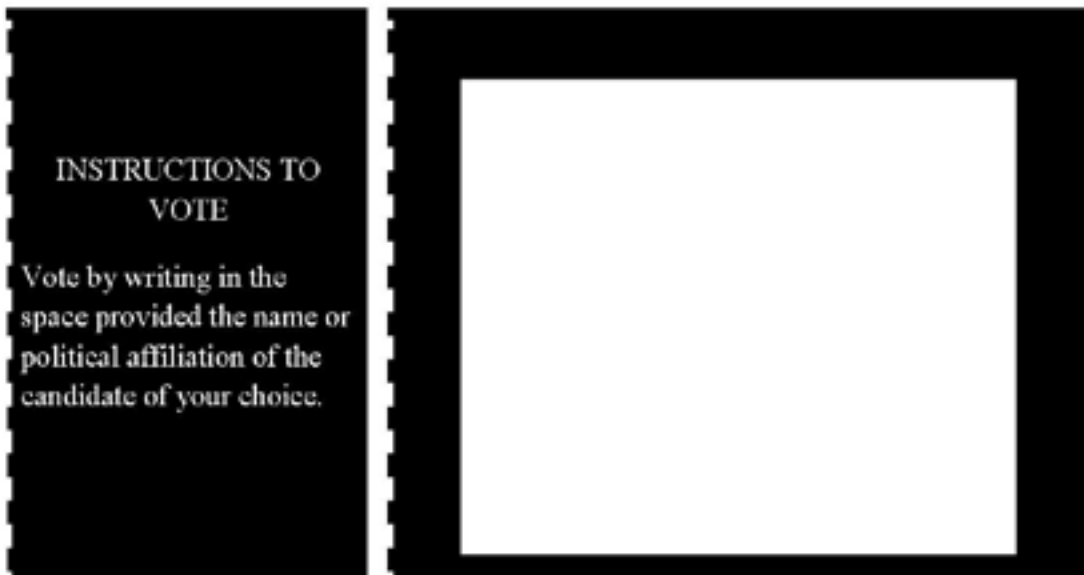 INSTRUCTIONS TO
VOTE
Vote by writing in the
space provided the name or
political affiliation of the
candidate of your choice.